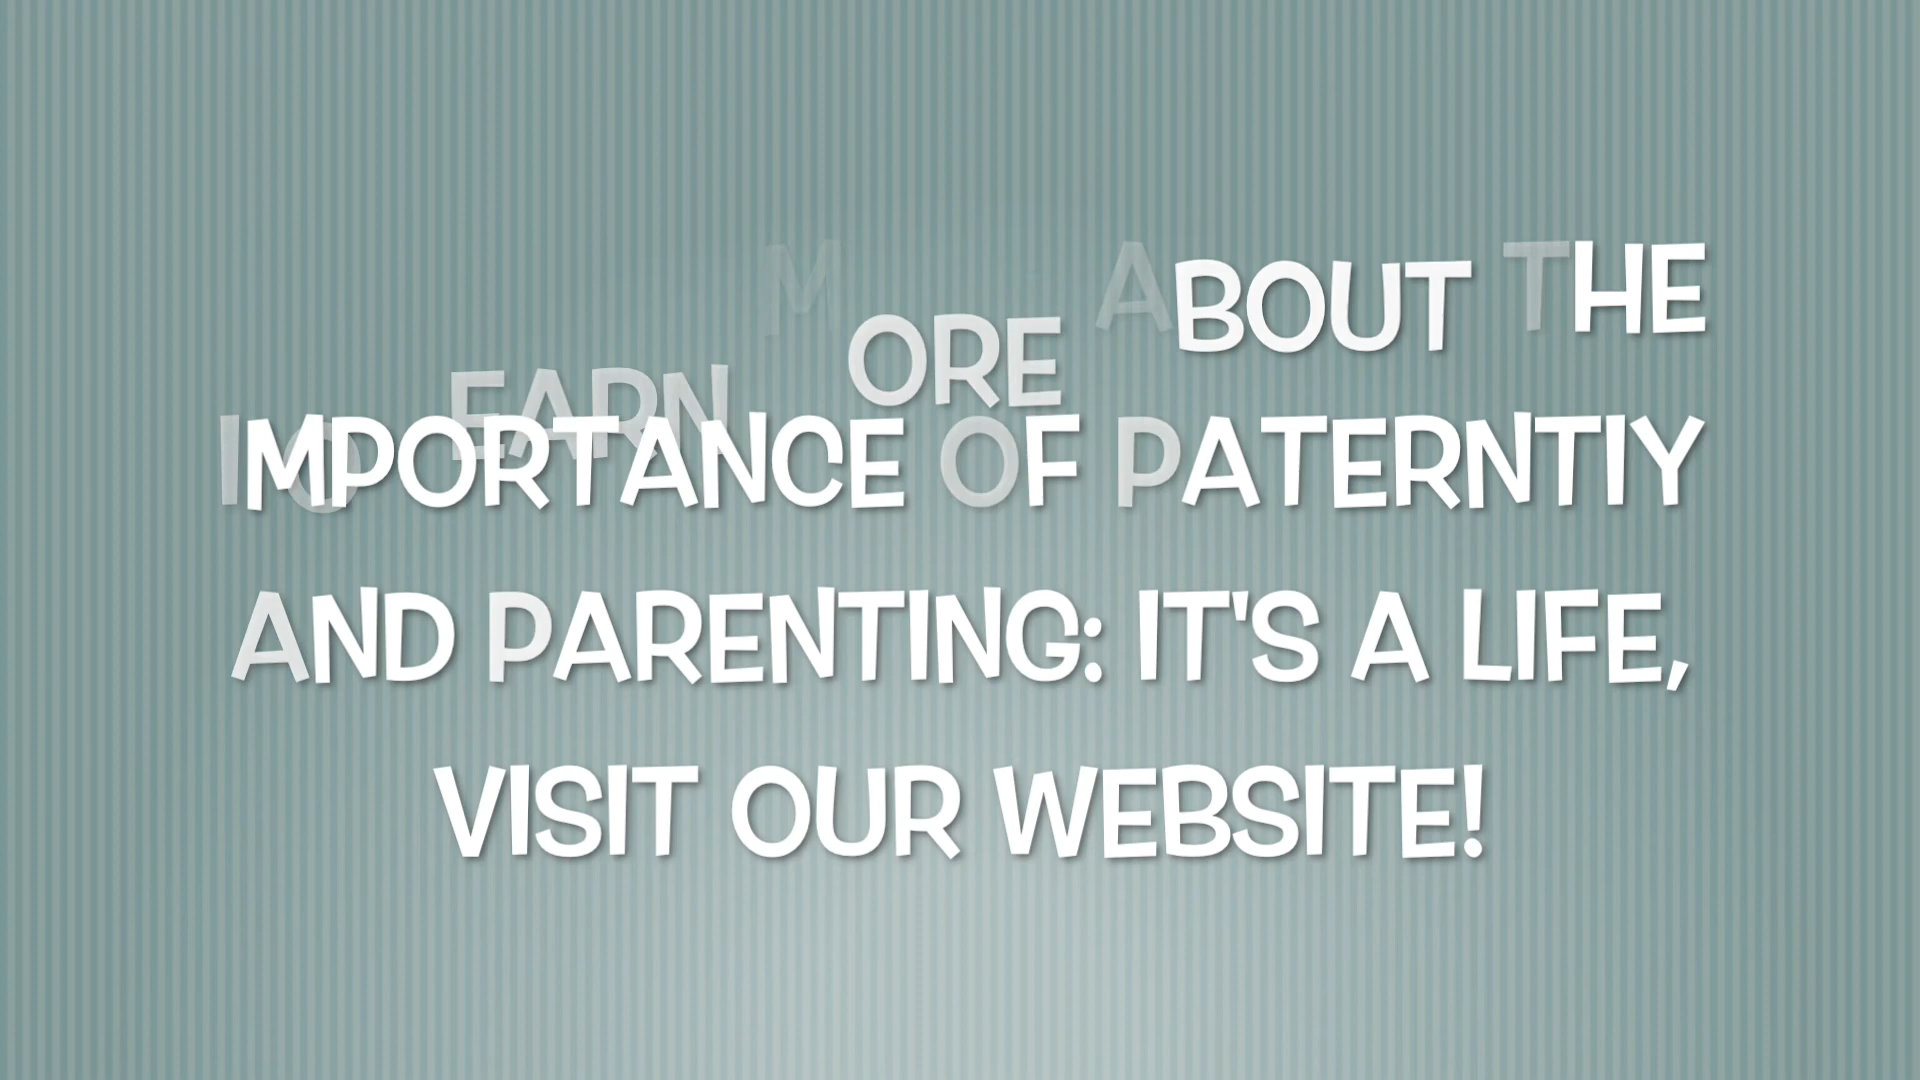 O EARN MORE ABOUT THE
IMPORTANCE OF PATERNTIY
AND PARENTING: IT'S A LIFE,
VISIT OUR WEBSITE!